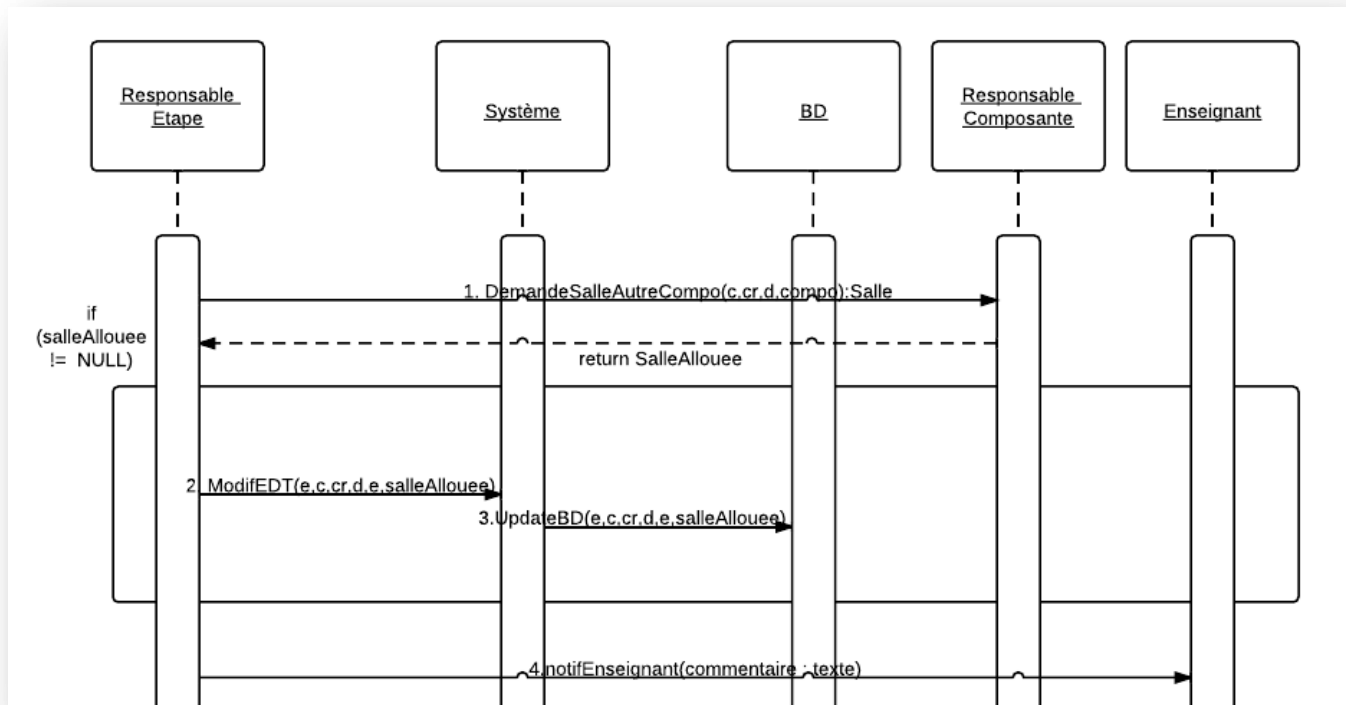 Responsable
Etape
Système
BD
Responsable
Composante
Enseignant
1. DemandeSalleAutreCompo(c,cr,d,compo):Salle
if
(salleAllouee
!= NULL)
return SalleAllouee
2. ModifEDT(e,c,cr,d,e,salleAllouee)
3.UpdateBD(e,c,cr,d,e,salleAllouee)
4.notifEnseignant(commentaire : texte)